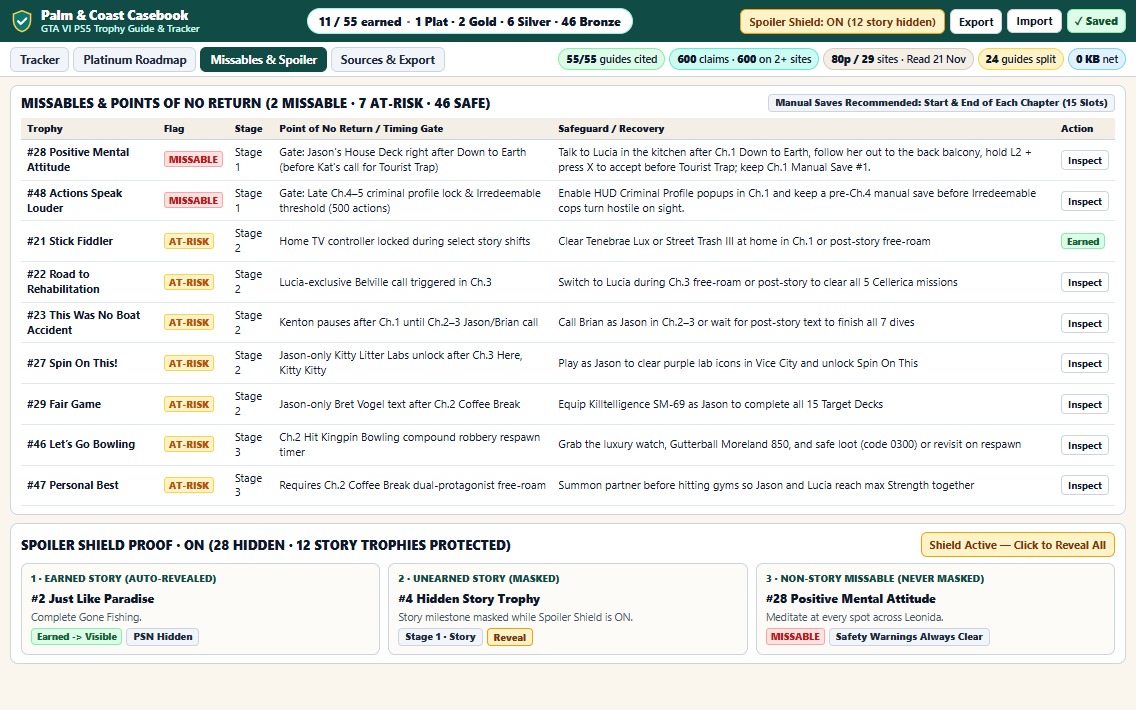 Palm & Coast Casebook
GTA VI PS5 Trophy Guide & Tracker
11 / 55 earned · 1 Plat · 2 Gold · 6 Silver · 46 Bronze
Spoiler Shield: ON (12 story hidden)
Export
Import
✓ Saved
Tracker
Platinum Roadmap
Missables & Spoiler
Sources & Export
55/55 guides cited
600 claims · 600 on 2+ sites
80p / 29 sites · Read 21 Nov
24 guides split
0 KB net
MISSABLES & POINTS OF NO RETURN (2 MISSABLE · 7 AT-RISK · 46 SAFE)
Manual Saves Recommended: Start & End of Each Chapter (15 Slots)
Trophy
Flag
Stage
Point of No Return / Timing Gate
Safeguard / Recovery
Action
#28 Positive Mental
Attitude
MISSABLE
Stage
1
Gate: Jason's House Deck right after Down to Earth
(before Kat's call for Tourist Trap)
Talk to Lucia in the kitchen after Ch.1 Down to Earth, follow her out to the back balcony, hold L2 +
press X to accept before Tourist Trap; keep Ch.1 Manual Save #1.
Inspect
#48 Actions Speak
Louder
MISSABLE
Stage
1
Gate: Late Ch.4–5 criminal profile lock & Irredeemable
threshold (500 actions)
Enable HUD Criminal Profile popups in Ch.1 and keep a pre-Ch.4 manual save before Irredeemable
cops turn hostile on sight.
Inspect
#21 Stick Fiddler
AT-RISK
Stage
2
Home TV controller locked during select story shifts
Clear Tenebrae Lux or Street Trash III at home in Ch.1 or post-story free-roam
Earned
#22 Road to
Rehabilitation
AT-RISK
Stage
2
Lucia-exclusive Belville call triggered in Ch.3
Switch to Lucia during Ch.3 free-roam or post-story to clear all 5 Cellerica missions
Inspect
#23 This Was No Boat
Accident
AT-RISK
Stage
2
Kenton pauses after Ch.1 until Ch.2–3 Jason/Brian call
Call Brian as Jason in Ch.2–3 or wait for post-story text to finish all 7 dives
Inspect
#27 Spin On This!
AT-RISK
Stage
2
Jason-only Kitty Litter Labs unlock after Ch.3 Here,
Kitty Kitty
Play as Jason to clear purple lab icons in Vice City and unlock Spin On This
Inspect
#29 Fair Game
AT-RISK
Stage
2
Jason-only Bret Vogel text after Ch.2 Coffee Break
Equip Killtelligence SM-69 as Jason to complete all 15 Target Decks
Inspect
#46 Let's Go Bowling
AT-RISK
Stage
3
Ch.2 Hit Kingpin Bowling compound robbery respawn
timer
Grab the luxury watch, Gutterball Moreland 850, and safe loot (code 0300) or revisit on respawn
Inspect
#47 Personal Best
AT-RISK
Stage
3
Requires Ch.2 Coffee Break dual-protagonist free-roam
Summon partner before hitting gyms so Jason and Lucia reach max Strength together
Inspect
SPOILER SHIELD PROOF · ON (28 HIDDEN · 12 STORY TROPHIES PROTECTED)
Shield Active — Click to Reveal All
1 · EARNED STORY (AUTO-REVEALED)
#2 Just Like Paradise
Complete Gone Fishing.
Earned -> Visible
PSN Hidden
2 · UNEARNED STORY (MASKED)
#4 Hidden Story Trophy
Story milestone masked while Spoiler Shield is ON.
Stage 1 · Story
Reveal
3 · NON-STORY MISSABLE (NEVER MASKED)
#28 Positive Mental Attitude
Meditate at every spot across Leonida.
MISSABLE
Safety Warnings Always Clear